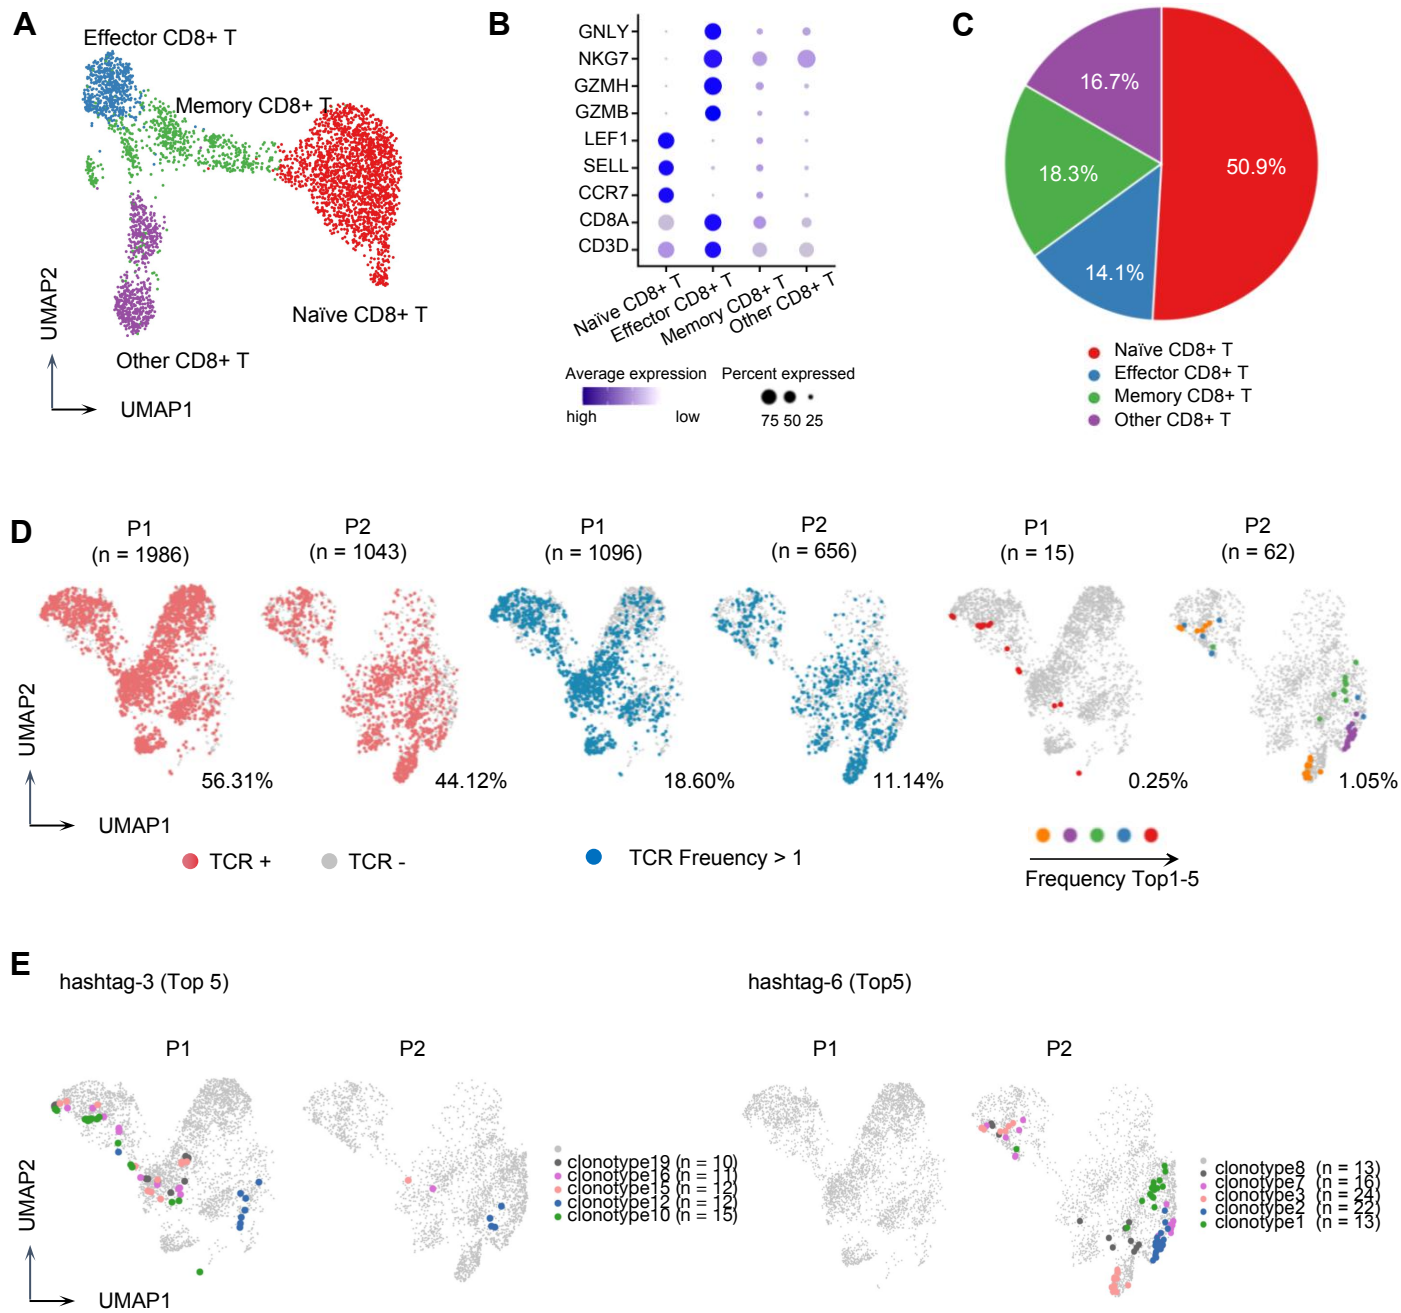 A
Effector CD8+ T
Memory CD8+ T
Naïve CD8+ T
Other CD8+ T
UMAP2
UMAP1
B
GNLY
NKG7
GZMH
GZMB
LEF1
SELL
CCR7
CD8A
CD3D
Naïve CD8+ T
Effector CD8+ T
Memory CD8+ T
Other CD8+ T
Average expression
high low
Percent expressed
75 50 25
C
16.7%
50.9%
18.3%
14.1%
Naïve CD8+ T
Effector CD8+ T
Memory CD8+ T
Other CD8+ T
D
P1
(n = 1986)
P2
(n = 1043)
P1
(n = 1096)
P2
(n = 656)
P1
(n = 15)
P2
(n = 62)
56.31%
44.12%
18.60%
11.14%
0.25%
1.05%
UMAP2
UMAP1
TCR +
TCR -
TCR Freuency > 1
Frequency Top1-5
E
hashtag-3 (Top 5)
P1
P2
clonotype19 (n = 10)
clonotype16 (n = 11)
clonotype15 (n = 12)
clonotype12 (n = 12)
clonotype10 (n = 15)
hashtag-6 (Top5)
P1
P2
clonotype8 (n = 13)
clonotype7 (n = 16)
clonotype3 (n = 24)
clonotype2 (n = 22)
clonotype1 (n = 13)
UMAP2
UMAP1